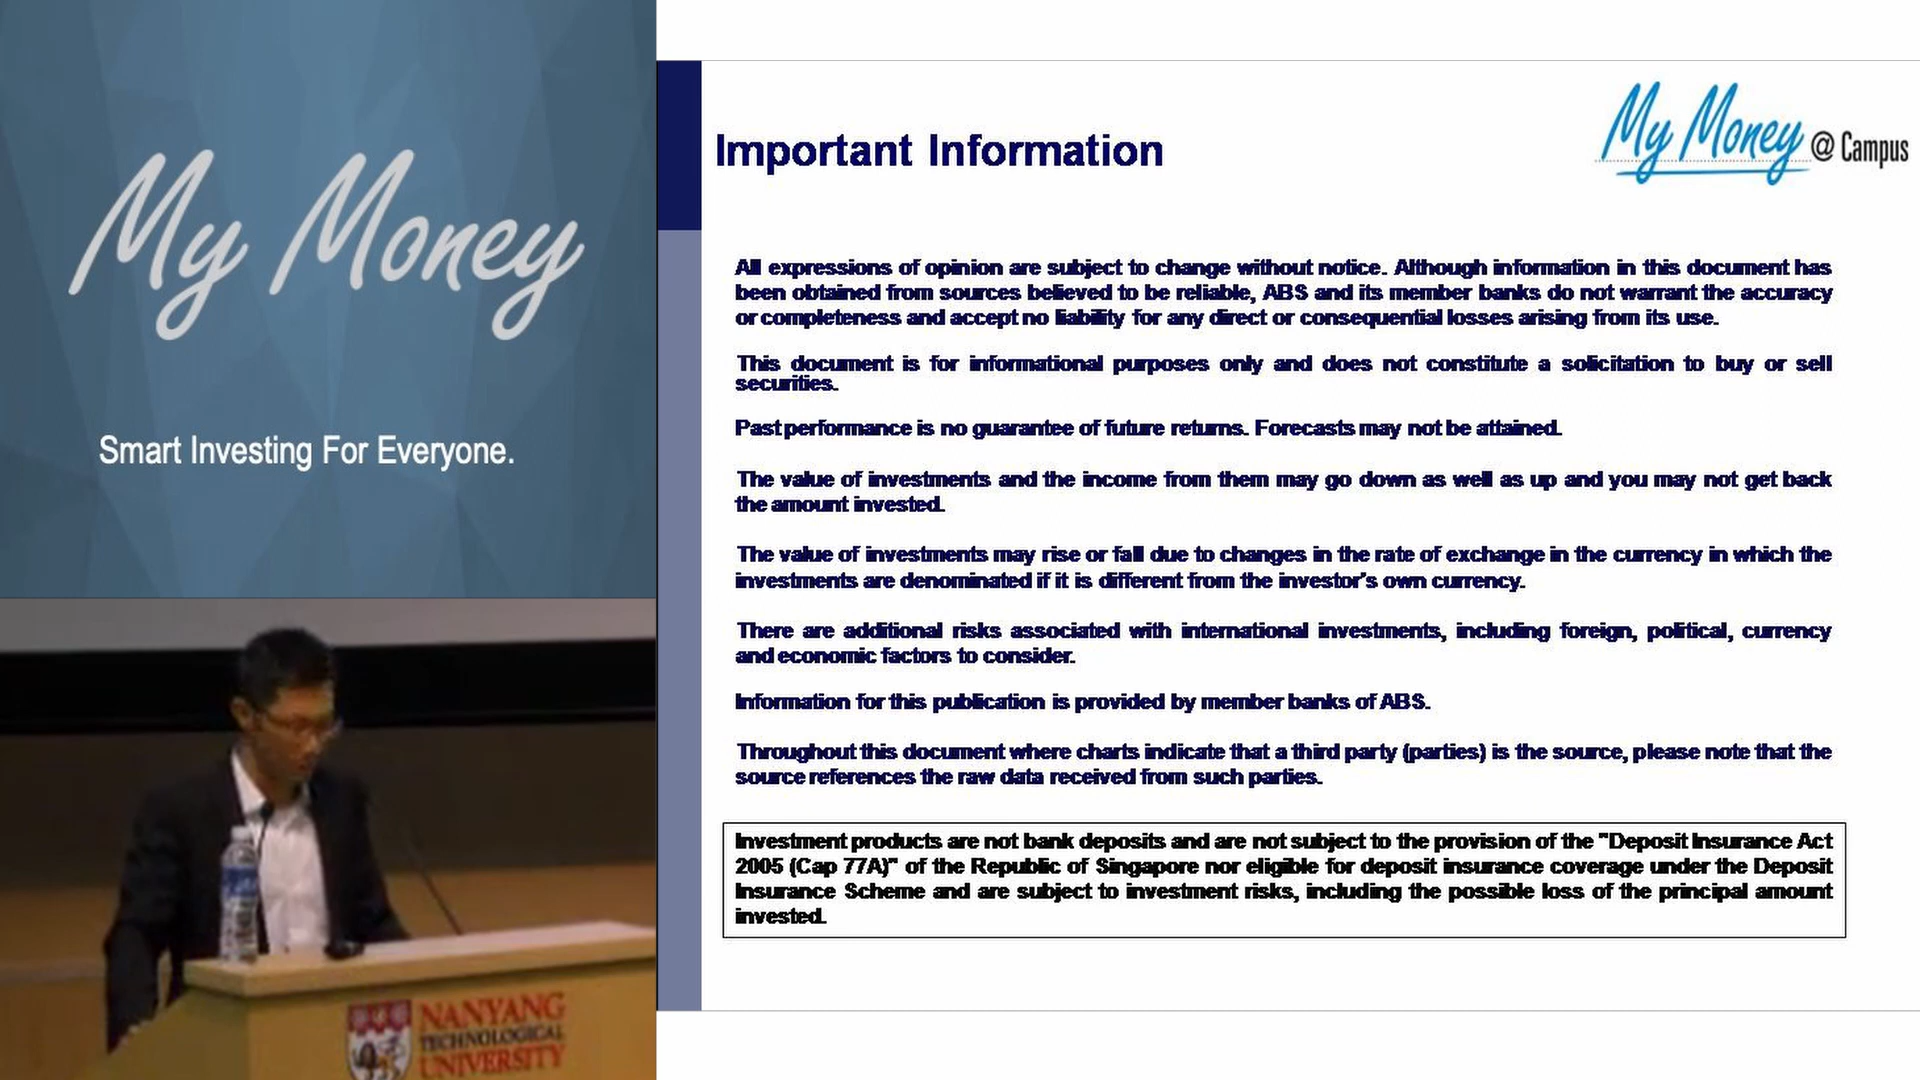 My Money
Smart Investing For Everyone.
NANYANG
TECHNOLOGICAL
UNIVERSITY
Important Information
My Money @ Campus
All expressions of opinion are subject to change without notice. Although information in this document has
been obtained from sources believed to be reliable, ABS and its member banks do not warrant the accuracy
or completeness and accept no liability for any direct or consequential losses arising from its use.
This document is for informational purposes only and does not constitute a solicitation to buy or sell
securities.
Past performance is no guarantee of future returns. Forecasts may not be attained.
The value of investments and the income from them may go down as well as up and you may not get back
the amount invested.
The value of investments may rise or fall due to changes in the rate of exchange in the currency in which the
investments are denominated if it is different from the investor's own currency.
There are additional risks associated with international investments, including foreign, political, currency
and economic factors to consider.
Information for this publication is provided by member banks of ABS.
Throughout this document where charts indicate that a third party (parties) is the source, please note that the
source references the raw data received from such parties.
Investment products are not bank deposits and are not subject to the provision of the "Deposit Insurance Act
2005 (Cap 77A)" of the Republic of Singapore nor eligible for deposit insurance coverage under the Deposit
Insurance Scheme and are subject to investment risks, including the possible loss of the principal amount
invested.